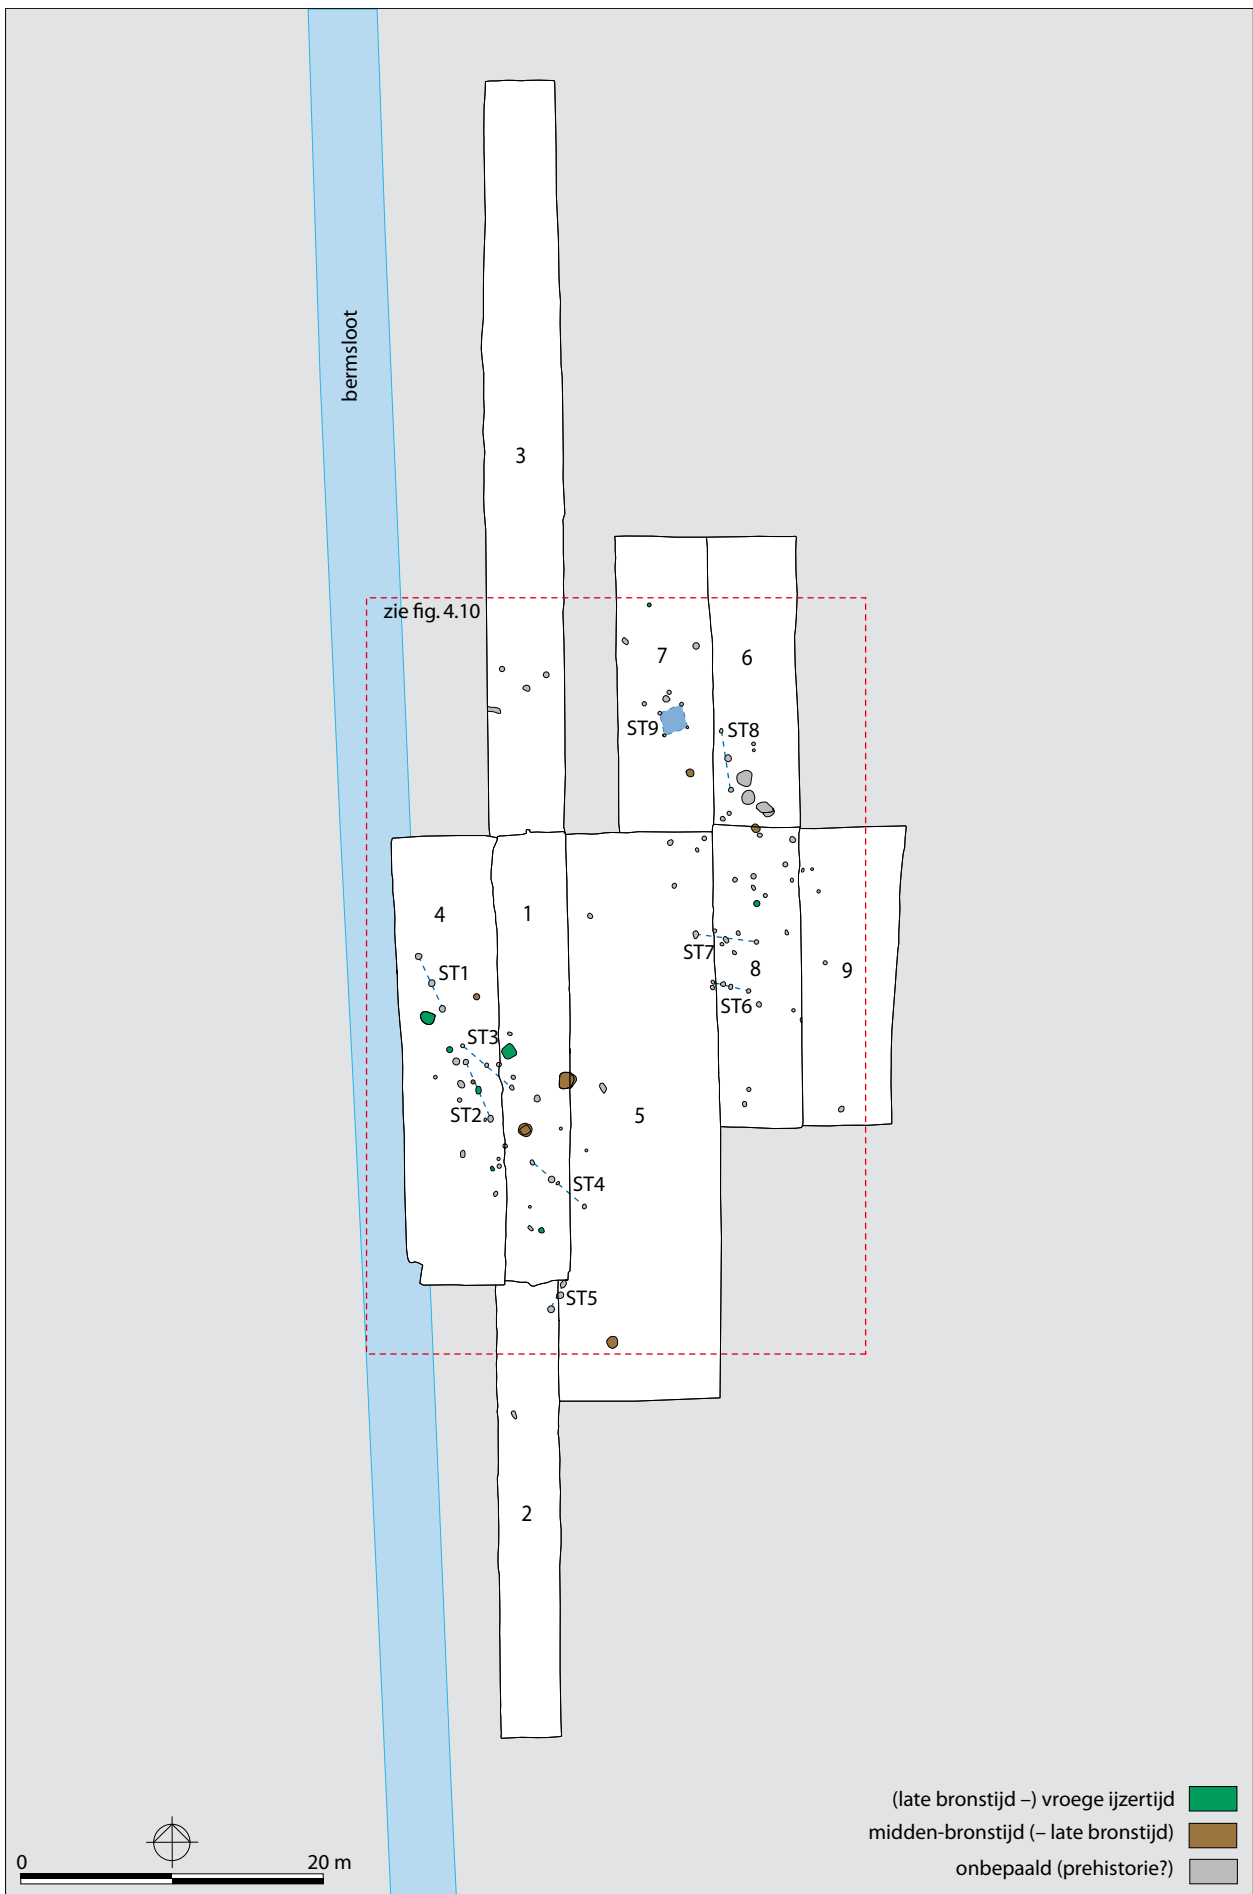 bermsloot
3
zie fig. 4.10
7
6
ST9
ST8
4
1
ST7
8
9
ST1
ST6
ST3
ST2
5
ST4
ST5
2
(late bronstijd –) vroege ijzertijd
midden-bronstijd (– late bronstijd)
onbepaald (prehistorie?)
0
20 m